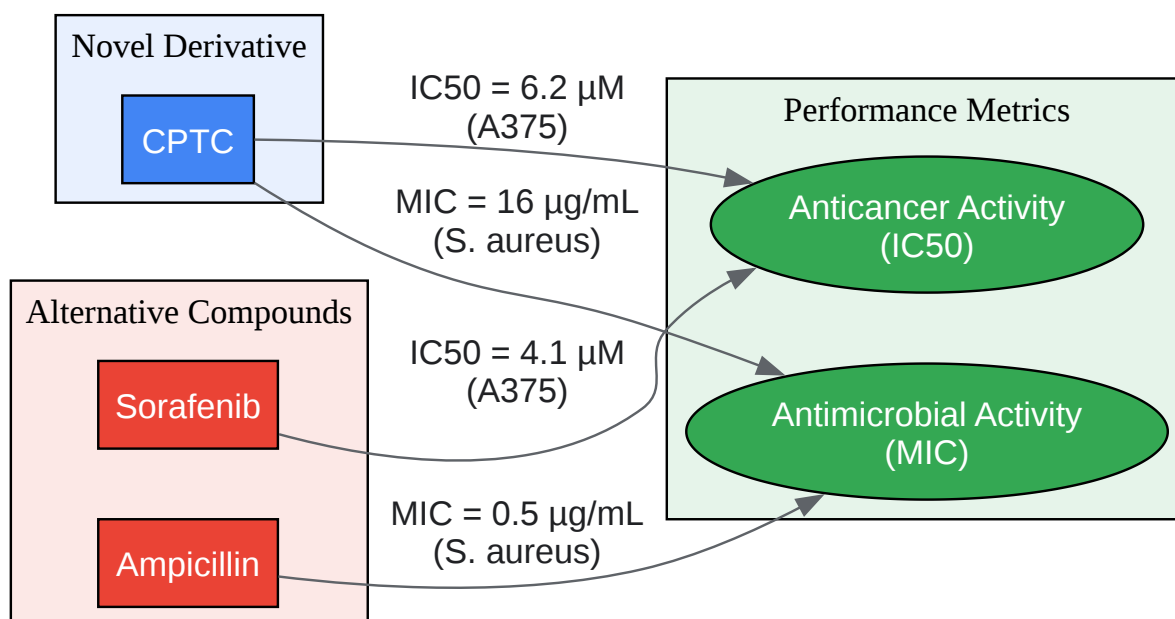 Novel Derivative
CPTC
IC50 = 6.2 µM
(A375)
MIC = 16 µg/mL
(S. aureus)
Performance Metrics
Anticancer Activity
(IC50)
Antimicrobial Activity
(MIC)
Alternative Compounds
Sorafenib
IC50 = 4.1 µM
(A375)
Ampicillin
MIC = 0.5 µg/mL
(S. aureus)